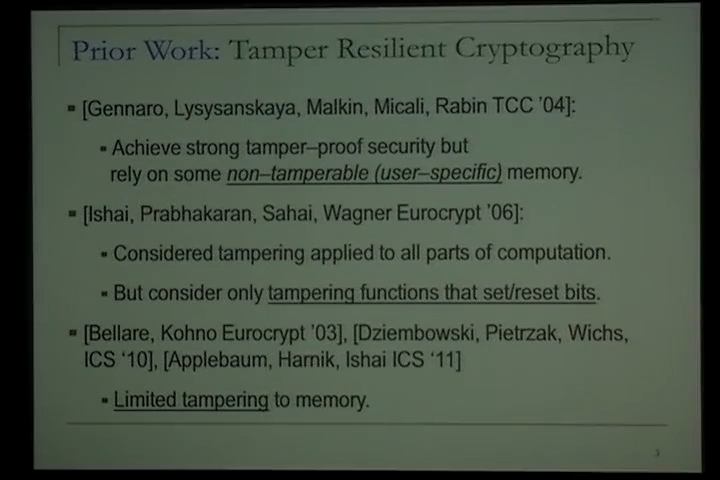 Prior Work: Tamper Resilient Cryptography
[Gennaro, Lysysanskaya, Malkin, Micali, Rabin TCC '04]:
Achieve strong tamper–proof security but
rely on some non–tamperable (user–specific) memory.
[Ishai, Prabhakaran, Sahai, Wagner Eurocrypt '06]:
Considered tampering applied to all parts of computation.
But consider only tampering functions that set/reset bits.
[Bellare, Kohno Eurocrypt '03], [Dziembowski, Pietrzak, Wichs,
ICS '10], [Applebaum, Harnik, Ishai ICS '11]
Limited tampering to memory.
3